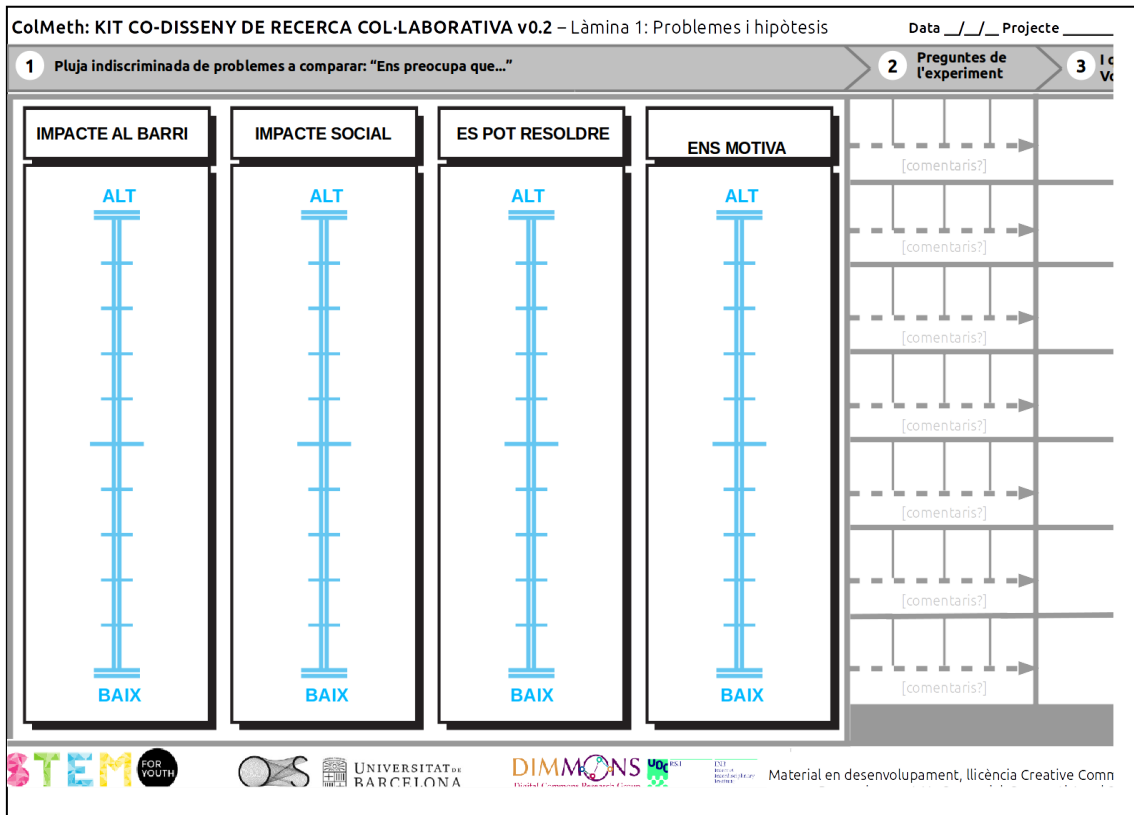 ColMeth: KIT CO-DISSENY DE RECERCA COL·LABORATIVA v0.2 – Làmina 1: Problemes i hipòtesis
Data __/__/__ Projecte ______
1 Pluja indiscriminada de problemes a comparar: “Ens preocupa que...”
2 Preguntes de
l'experiment
3
IMPACTE AL BARRI
IMPACTE SOCIAL
ES POT RESOLDRE
ENS MOTIVA
ALT
ALT
ALT
ALT
BAIX
BAIX
BAIX
BAIX
[comentaris?]
[comentaris?]
[comentaris?]
[comentaris?]
[comentaris?]
[comentaris?]
[comentaris?]
STEM
FOR
YOUTH
UNIVERSITAT DE
BARCELONA
DIMMONS
Digital Commons Research Group
UOC
Material en desenvolupament, llicència Creative Comm